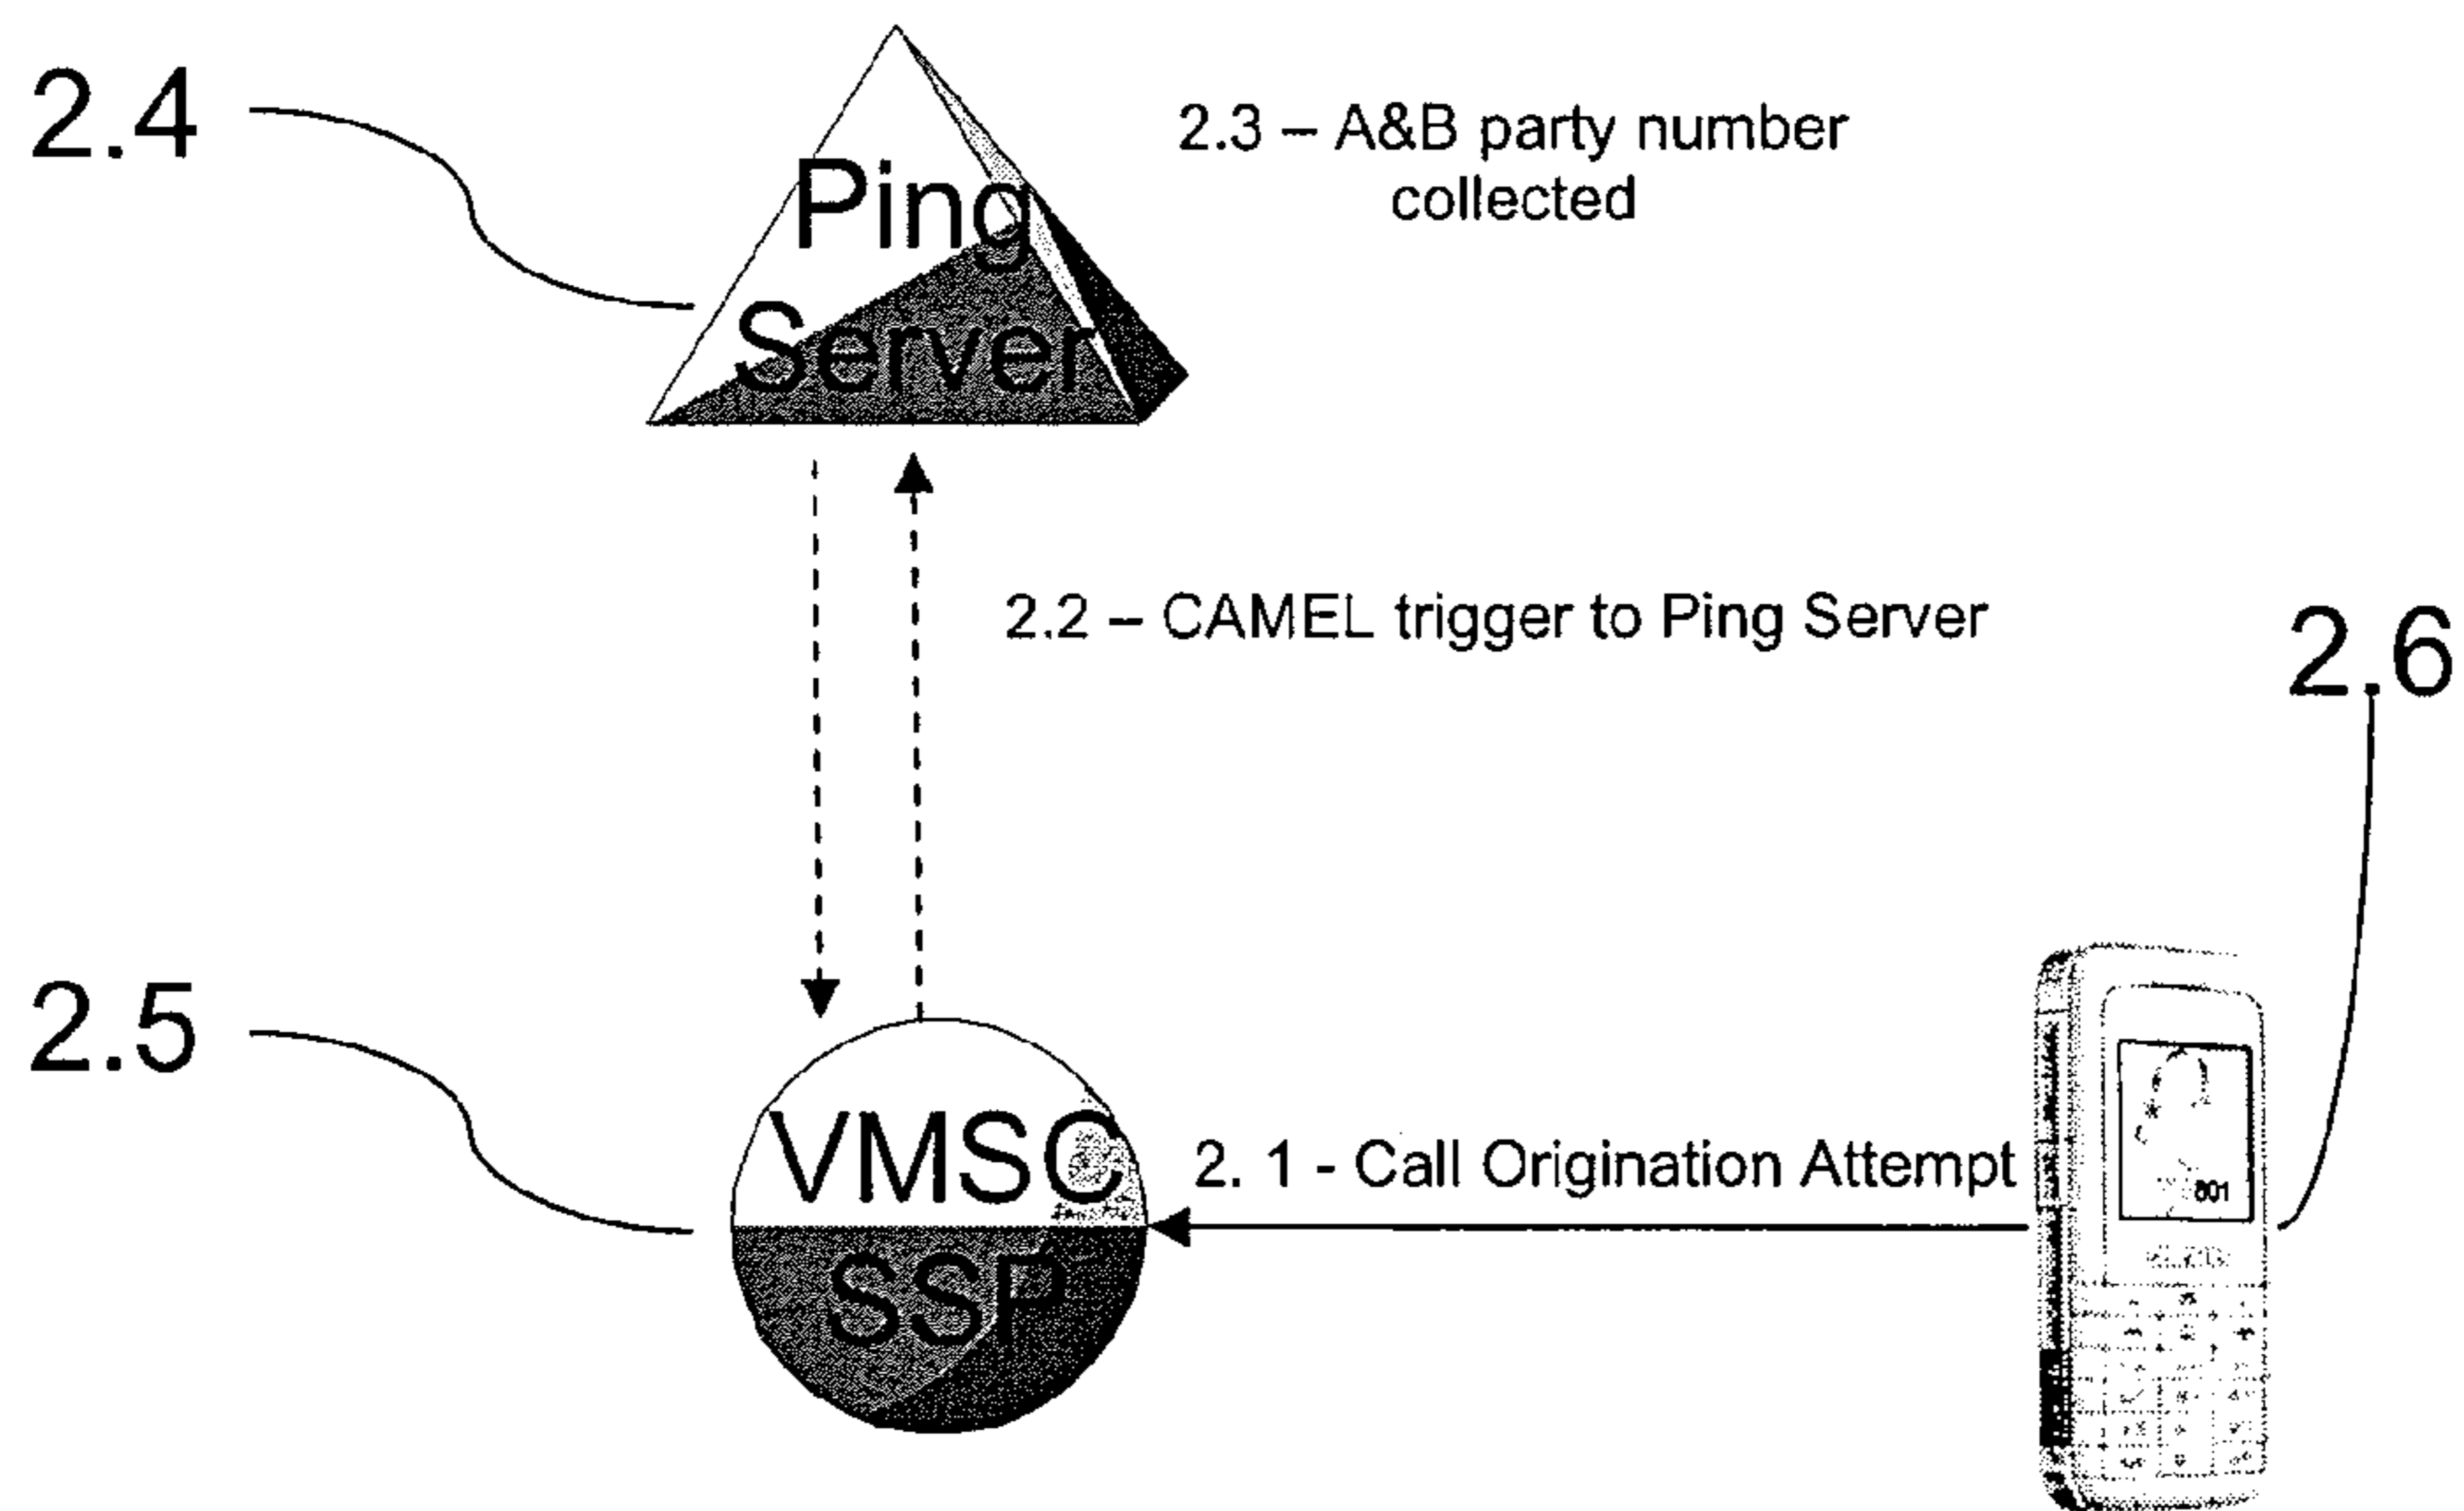 2.4
Ping
Server
2.3 – A&B party number
collected
2.2 – CAMEL trigger to Ping Server
2.6
2.5
VMSC
SSP
2. 1 - Call Origination Attempt